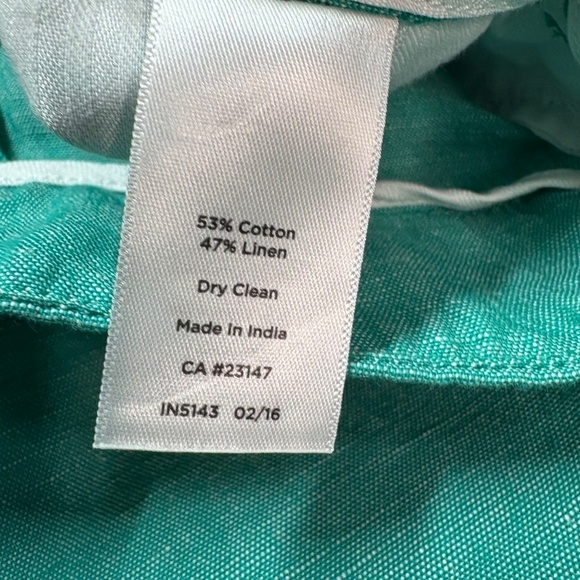 53% Cotton
47% Linen
Dry Clean
Made In India
CA #23147
IN5143 02/16